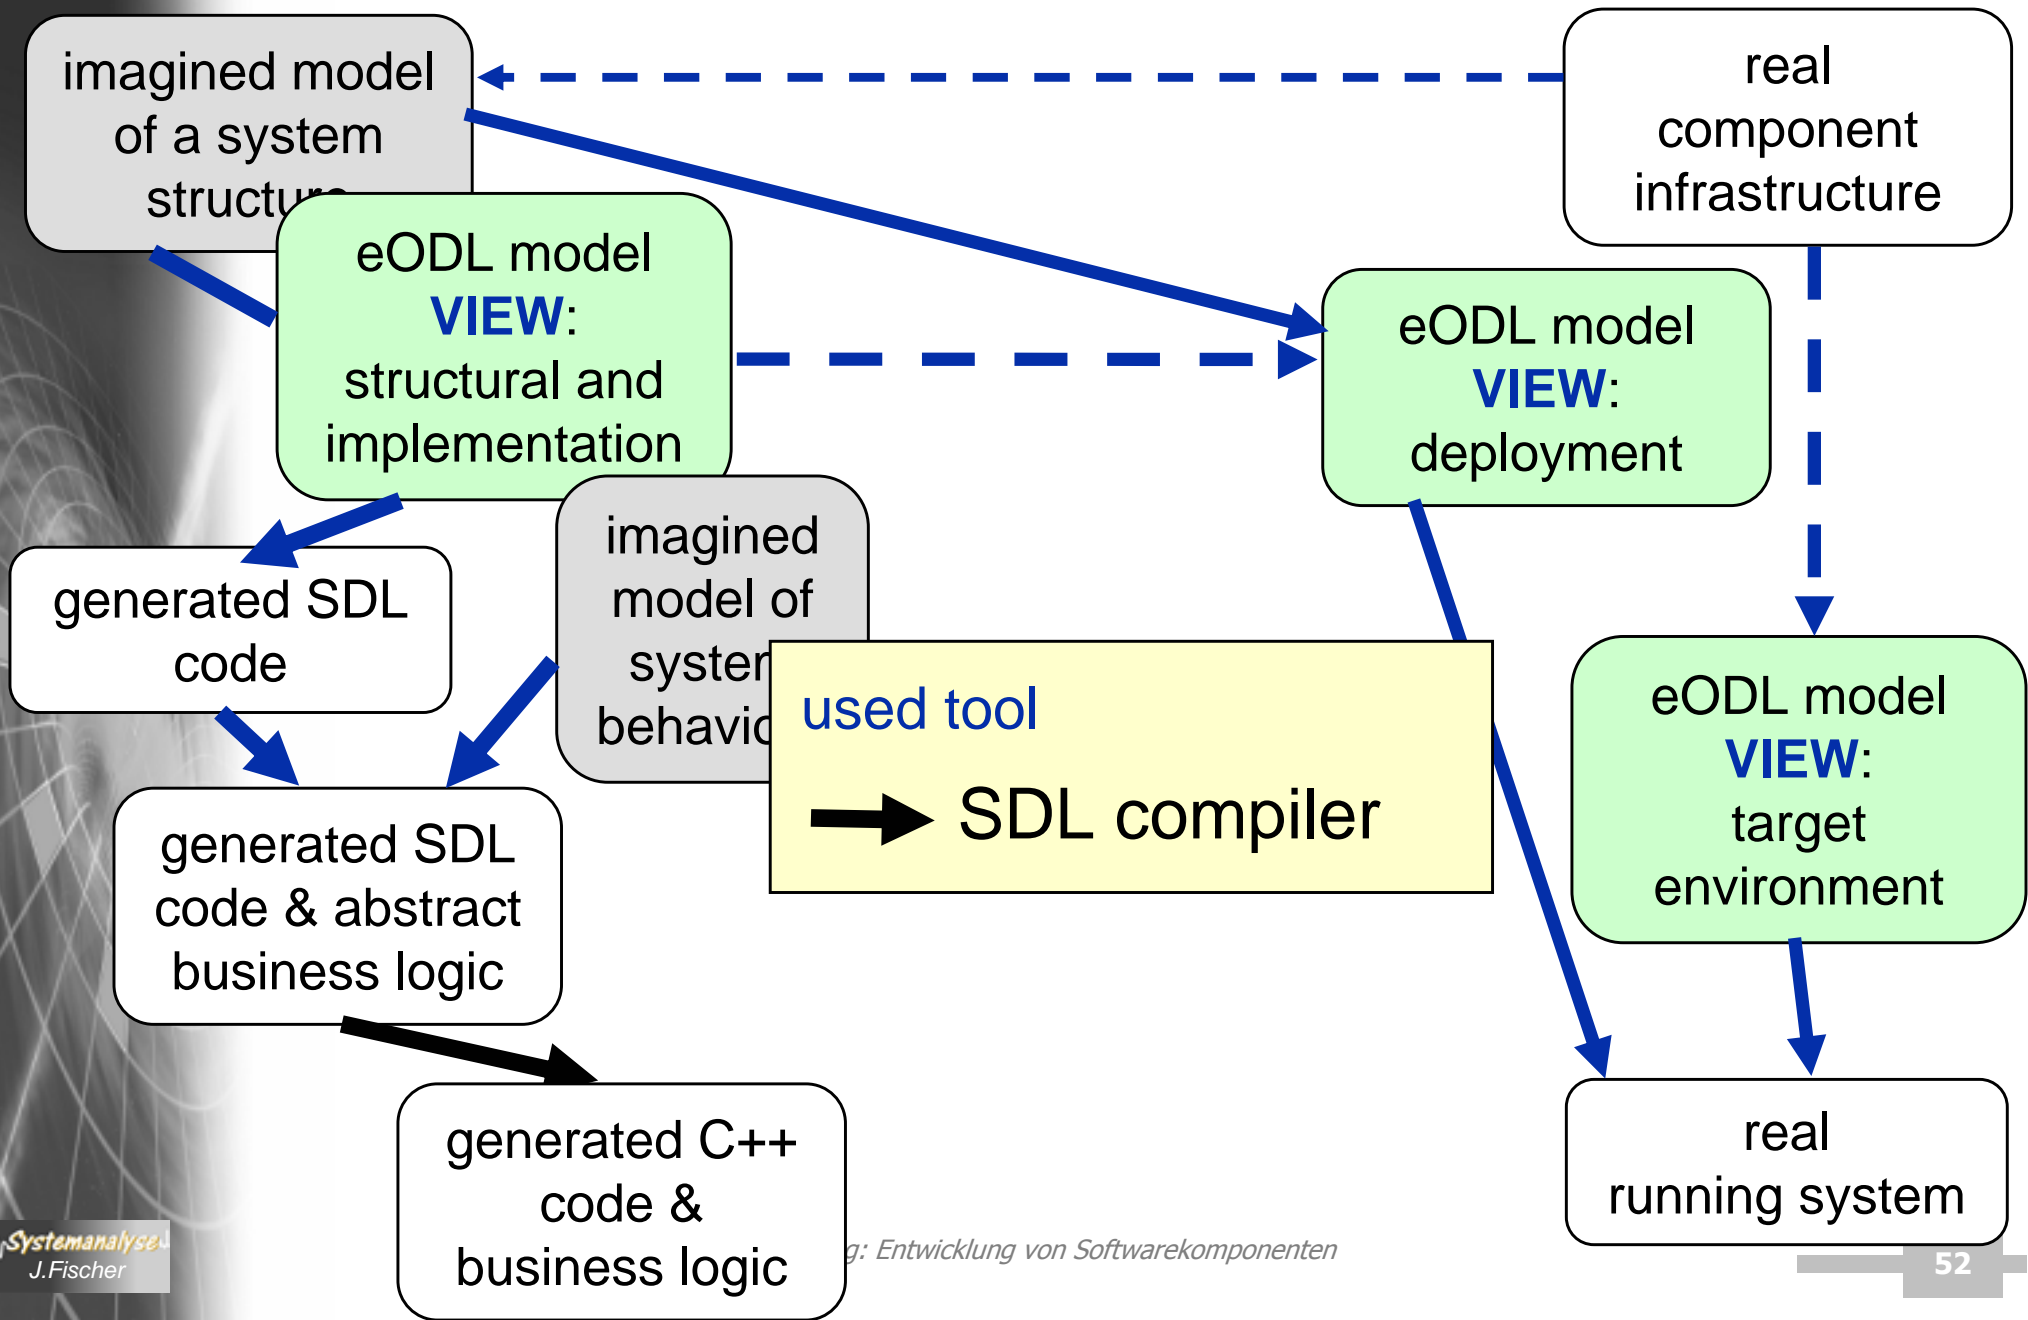 imagined model
of a system
structure
real
component
infrastructure
eODL model
VIEW:
structural and
implementation
eODL model
VIEW:
deployment
imagined
model of
system
generated SDL
code
used tool
SDL compiler
eODL model
VIEW:
target
environment
generated SDL
code & abstract
business logic
generated C++
code &
business logic
real
running system
Systemanalyse
J.Fischer
g: Entwicklung von Softwarekomponenten
52